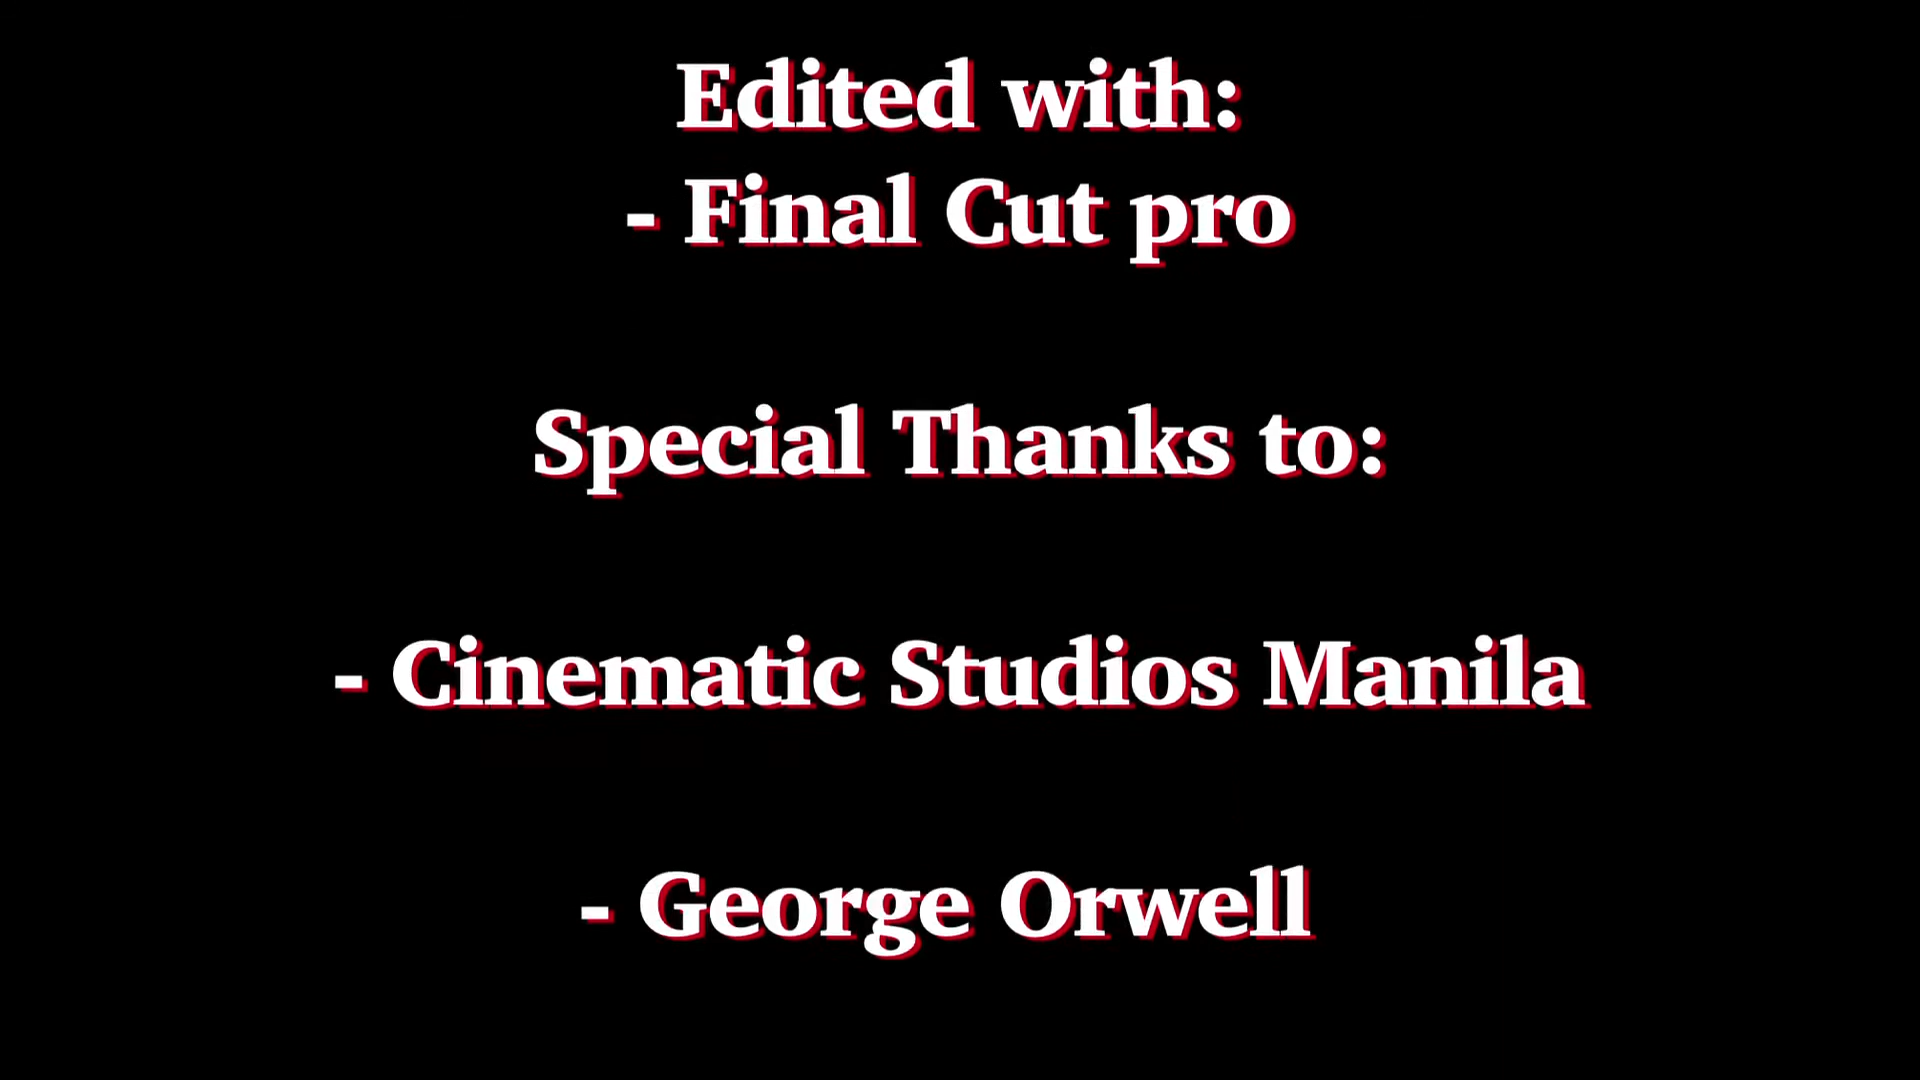 Edited with:
- Final Cut pro
Special Thanks to:
- Cinematic Studios Manila
- George Orwell